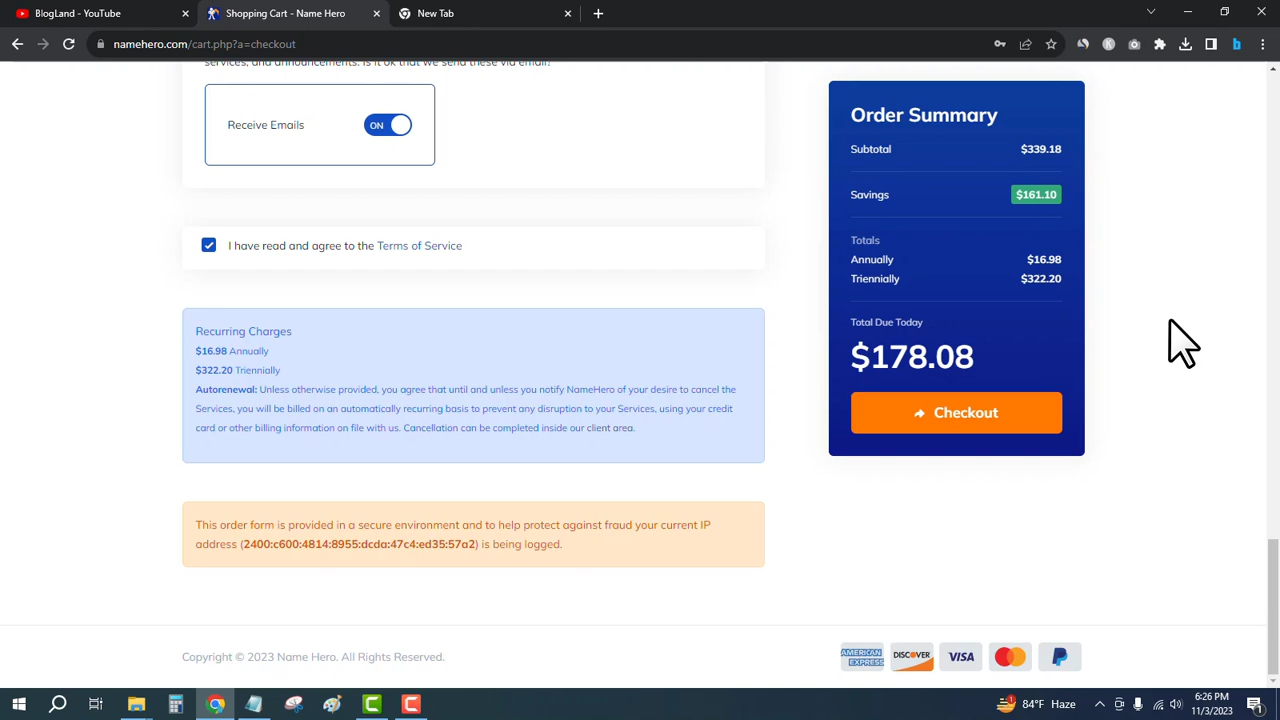 BlogLand - YouTube
Shopping Cart - Name Hero
New Tab
namehero.com/cart.php?a=checkout
services, and announcements. Is it ok that we send these via email?
Receive Emails
ON
I have read and agree to the Terms of Service
Recurring Charges
$16.98 Annually
$322.20 Triennially
Autorenewal: Unless otherwise provided, you agree that until and unless you notify NameHero of your desire to cancel the
Services, you will be billed on an automatically recurring basis to prevent any disruption to your Services, using your credit
card or other billing information on file with us. Cancellation can be completed inside our client area.
This order form is provided in a secure environment and to help protect against fraud your current IP
address (2400:c600:4814:8955:dcda:47c4:ed35:57a2) is being logged.
Order Summary
Subtotal $339.18
Savings $161.10
Totals
Annually $16.98
Triennially $322.20
Total Due Today
$178.08
Checkout
Copyright © 2023 Name Hero. All Rights Reserved.
AMERICAN EXPRESS
DISCOVER
VISA
84°F Haze
6:26 PM
11/3/2023